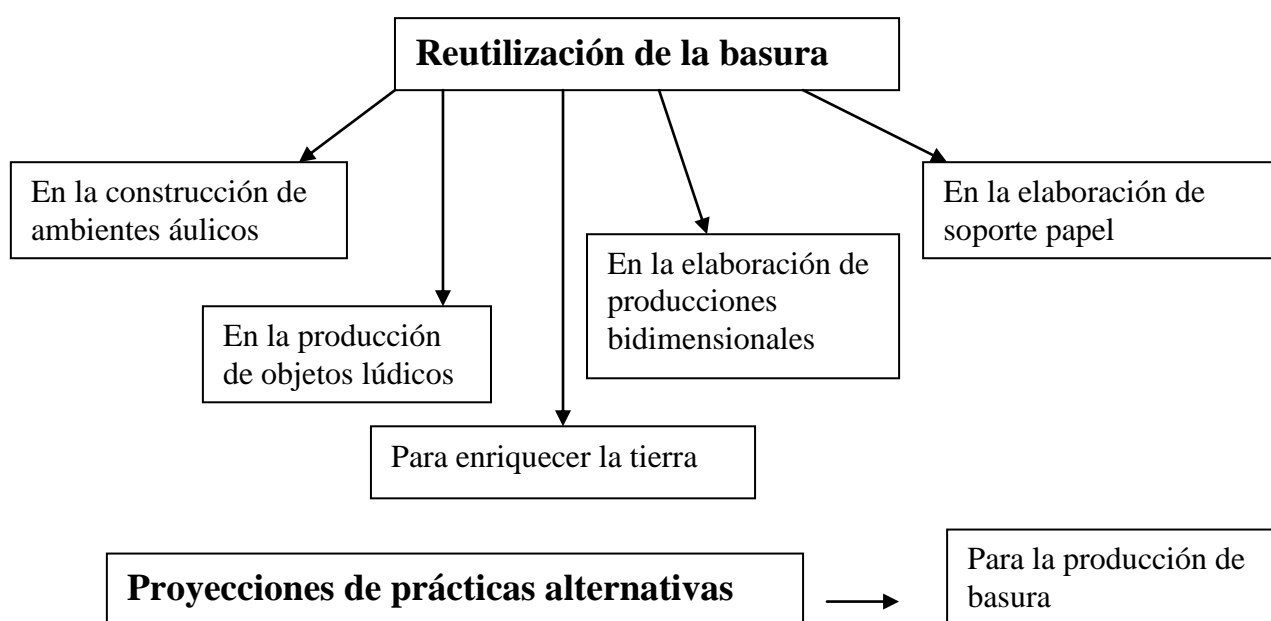 Reutilización de la basura
En la construcción de
ambientes áulicos
En la elaboración de
soporte papel
En la elaboración de
producciones
bidimensionales
En la producción
de objetos lúdicos
Para enriquecer la tierra
Proyecciones de prácticas alternativas
Para la producción de
basura